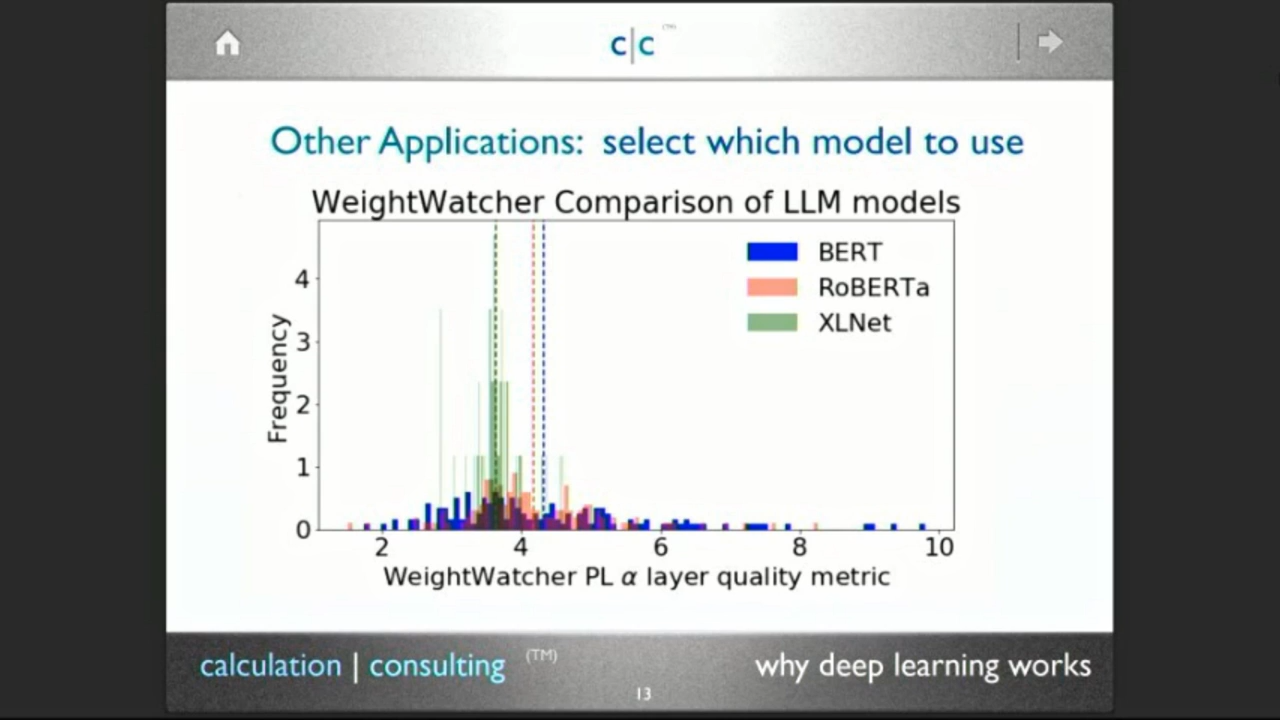 c|c (TM)
Other Applications: select which model to use
WeightWatcher Comparison of LLM models
BERT
RoBERTa
XLNet
Frequency
4
3
2
1
0
2 4 6 8 10
WeightWatcher PL α layer quality metric
calculation | consulting (TM)
why deep learning works
13